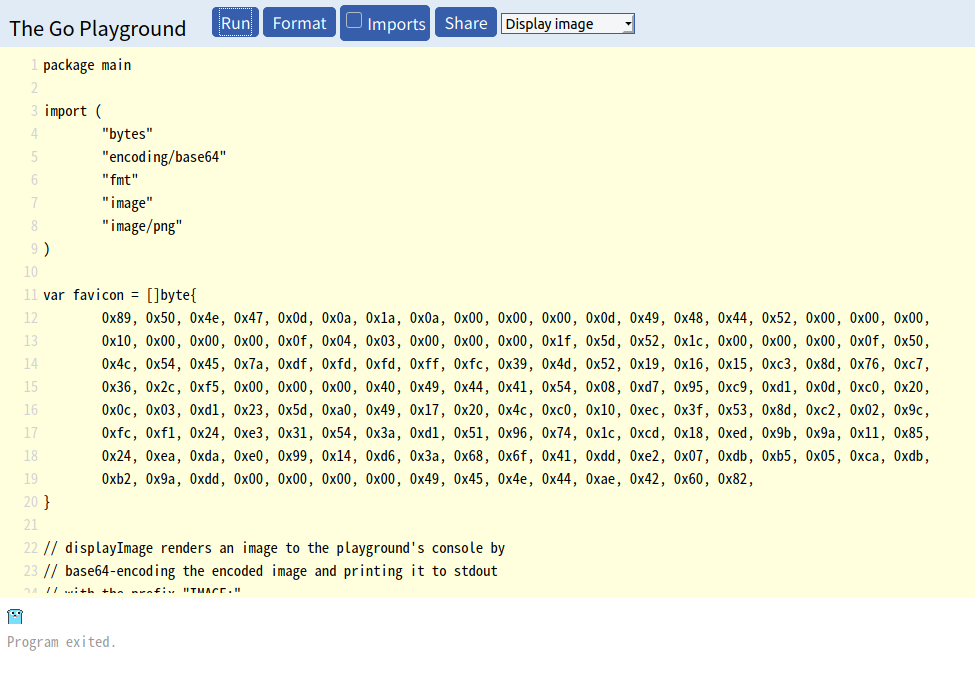 The Go Playground Run Format Imports Share Display image
1 package main
2
3 import (
4 "bytes"
5 "encoding/base64"
6 "fmt"
7 "image"
8 "image/png"
9 )
10
11 var favicon = []byte{
12 0x89, 0x50, 0x4e, 0x47, 0x0d, 0x0a, 0x1a, 0x0a, 0x00, 0x00, 0x00, 0x0d, 0x49, 0x48, 0x44, 0x52, 0x00, 0x00, 0x00,
13 0x10, 0x00, 0x00, 0x00, 0x0f, 0x04, 0x03, 0x00, 0x00, 0x00, 0x1f, 0x5d, 0x52, 0x1c, 0x00, 0x00, 0x00, 0x0f, 0x50,
14 0x4c, 0x54, 0x45, 0x7a, 0xdf, 0xfd, 0xfd, 0xff, 0xfc, 0x39, 0x4d, 0x52, 0x19, 0x16, 0x15, 0xc3, 0x8d, 0x76, 0xc7,
15 0x36, 0x2c, 0xf5, 0x00, 0x00, 0x00, 0x40, 0x49, 0x44, 0x41, 0x54, 0x08, 0xd7, 0x95, 0xc9, 0xd1, 0x0d, 0xc0, 0x20,
16 0x0c, 0x03, 0xd1, 0x23, 0x5d, 0xa0, 0x49, 0x17, 0x20, 0x4c, 0xc0, 0x10, 0xec, 0x3f, 0x53, 0x8d, 0xc2, 0x02, 0x9c,
17 0xfc, 0xf1, 0x24, 0xe3, 0x31, 0x54, 0x3a, 0xd1, 0x51, 0x96, 0x74, 0x1c, 0xcd, 0x18, 0xed, 0x9b, 0x9a, 0x11, 0x85,
18 0x24, 0xea, 0xda, 0xe0, 0x99, 0x14, 0xd6, 0x3a, 0x68, 0x6f, 0x41, 0xdd, 0xe2, 0x07, 0xdb, 0xb5, 0x05, 0xca, 0xdb,
19 0xb2, 0x9a, 0xdd, 0x00, 0x00, 0x00, 0x00, 0x49, 0x45, 0x4e, 0x44, 0xae, 0x42, 0x60, 0x82,
20 }
21
22 // displayImage renders an image to the playground's console by
23 // base64-encoding the encoded image and printing it to stdout
24 // with the prefix "IMAGE:".
Program exited.